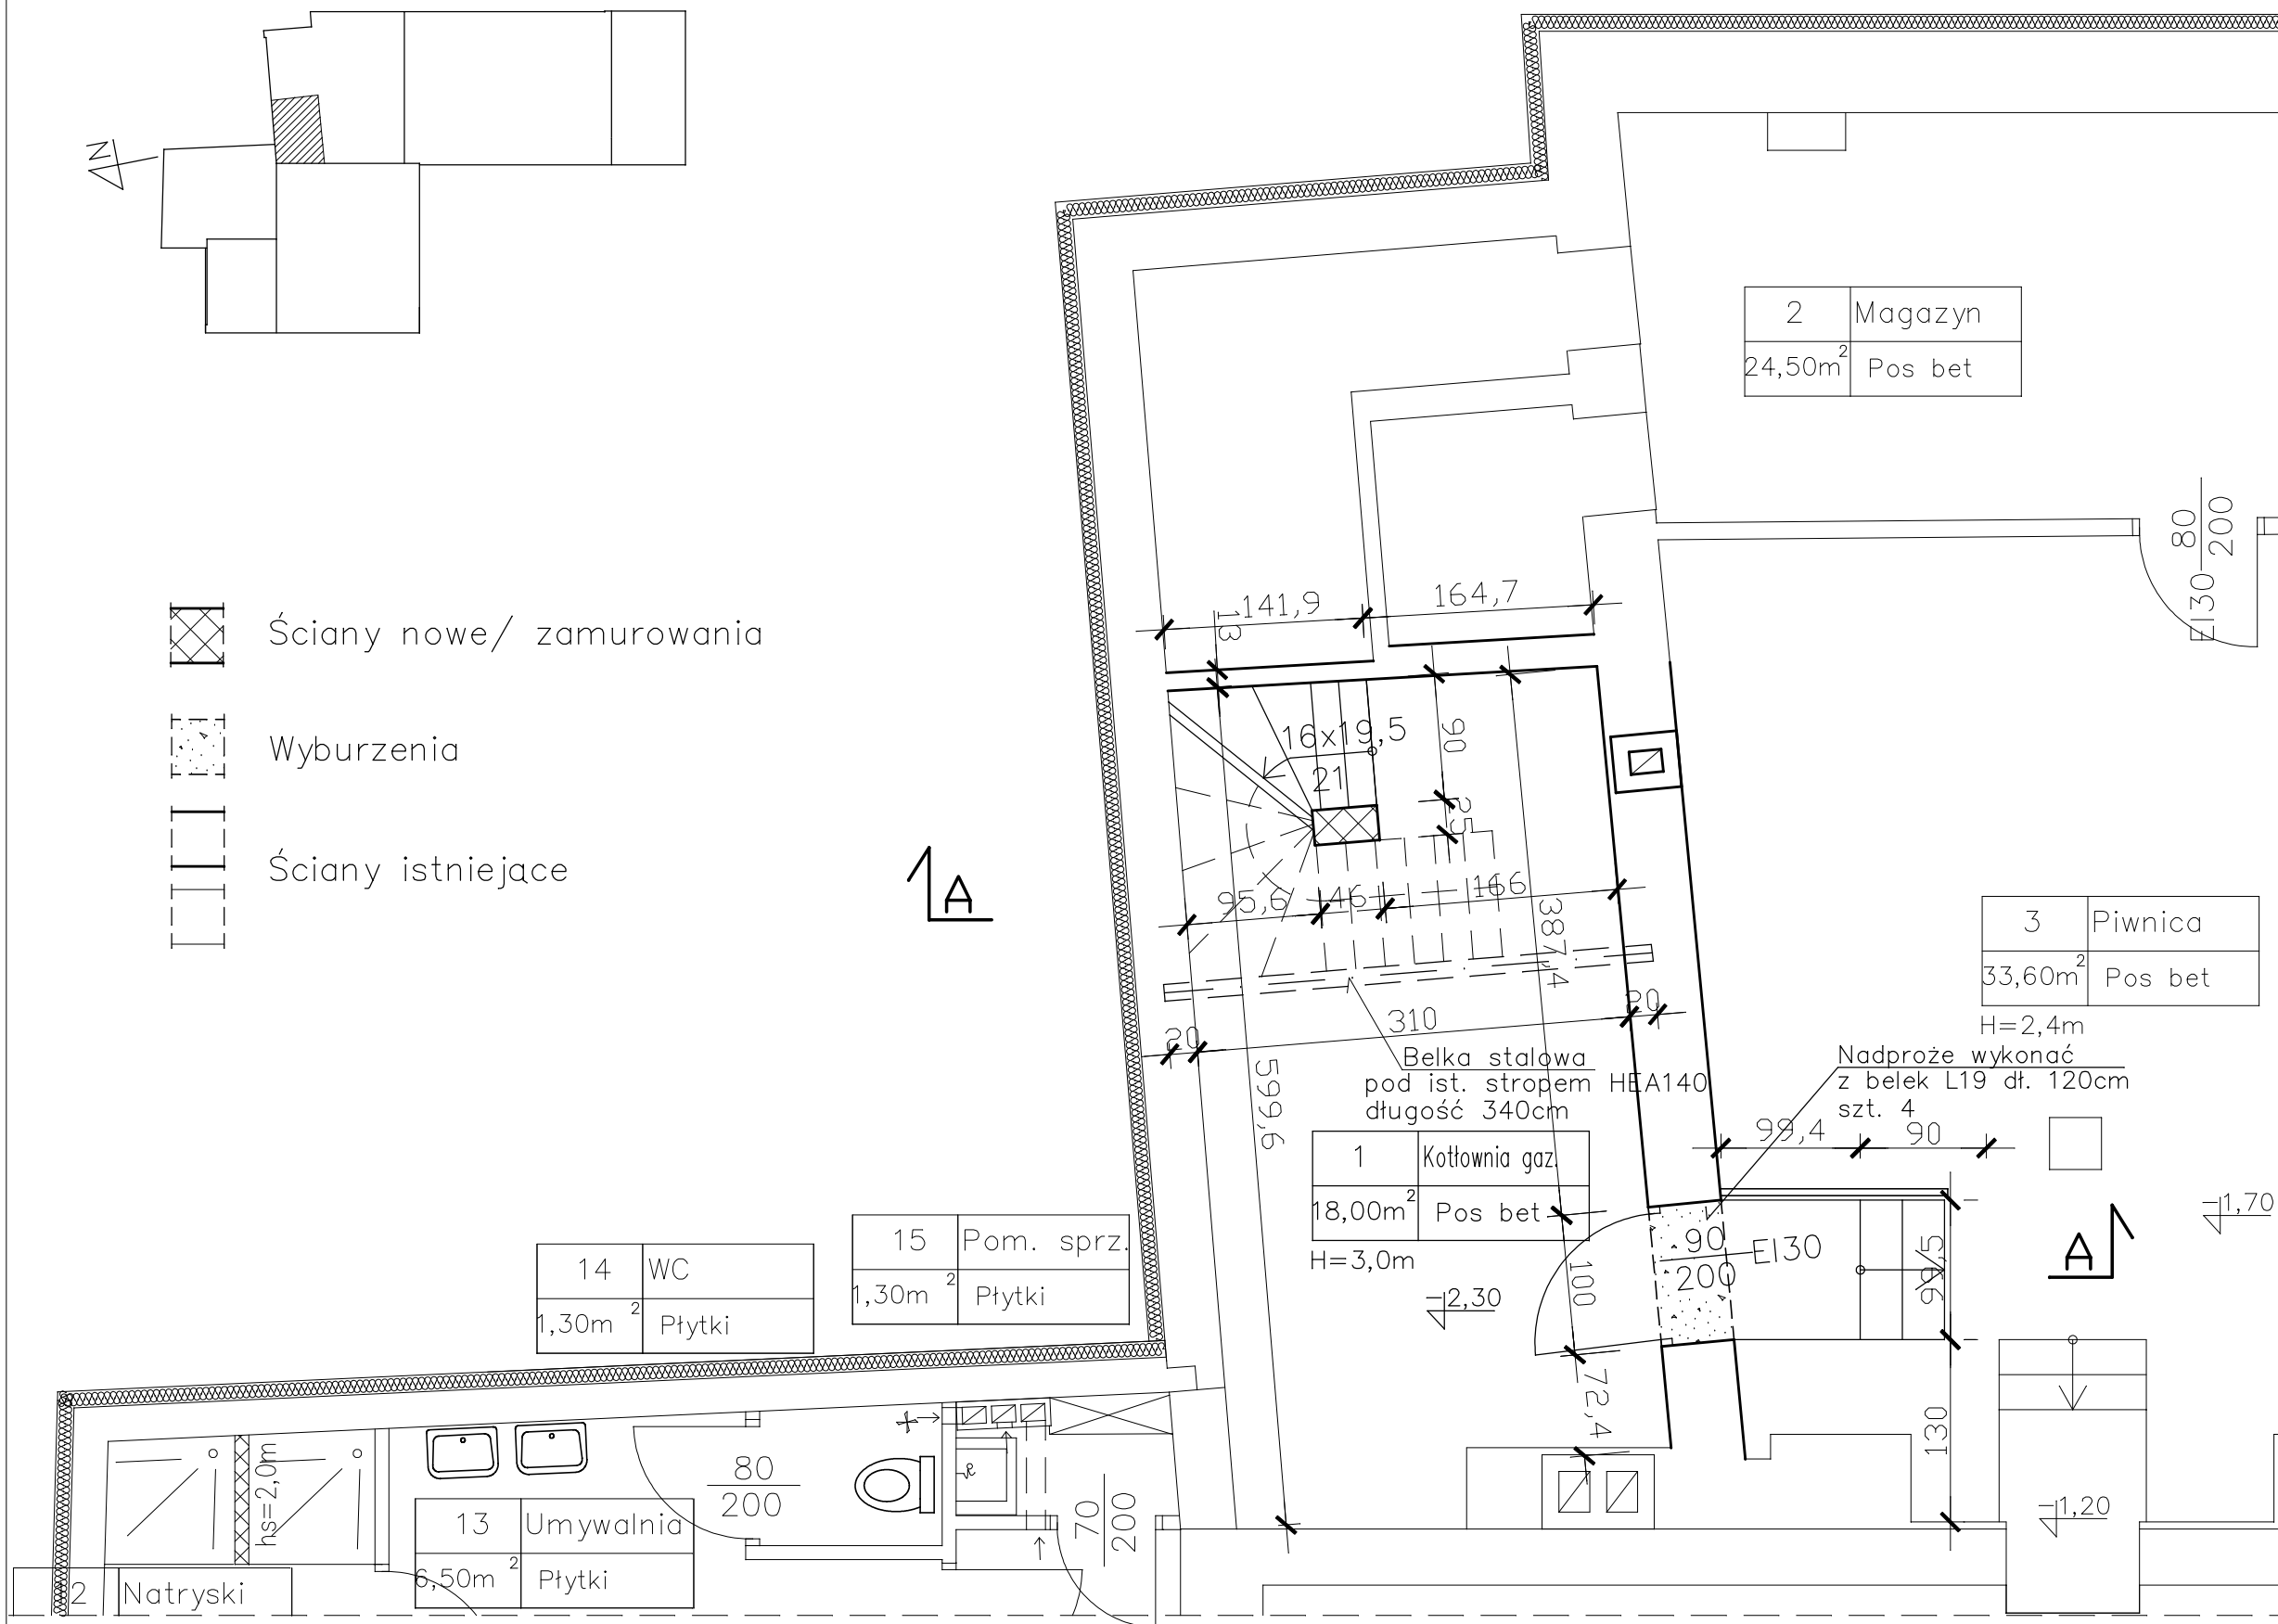 N
2 Magazyn
24,50m² Pos bet
80
200
EI30
Ściany nowe/ zamurowania
141,9
164,7
13
Wyburzenia
16x19,5
21
90
25
Ściany istniejące
A
95,6
46
166
387,4
3 Piwnica
33,60m² Pos bet
H=2,4m
20
310
20
599,6
Belka stalowa
pod ist. stropem HEA140
długość 340cm
Nadproże wykonać
z belek L19 dł. 120cm
szt. 4
99,4
90
1 Kotłownia gaz.
18,00m² Pos bet
H=3,0m
-2,30
100
90
200
EI30
99,5
A
-1,70
14 WC
1,30m² Płytki
15 Pom. sprz.
1,30m² Płytki
72,4
130
-1,20
hs=2,0m
80
200
70
200
13 Umywalnia
6,50m² Płytki
2 Natryski